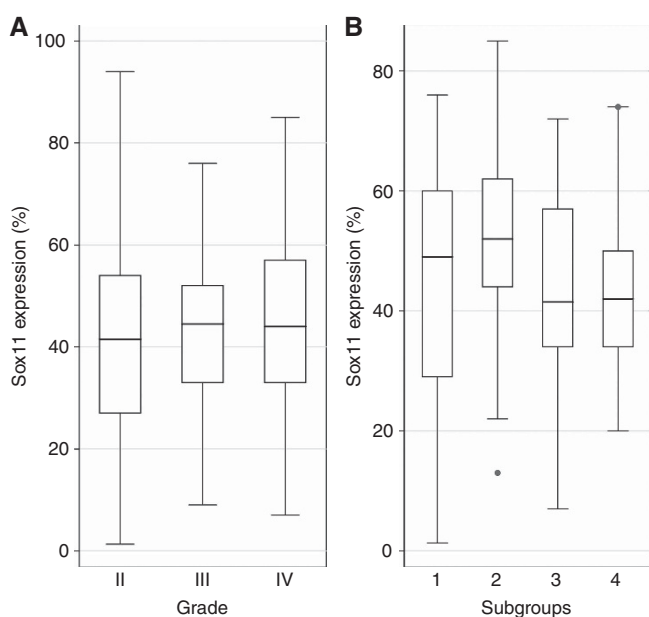 A
Sox11 expression (%)
100
80
60
40
20
0
II III IV
Grade
B
Sox11 expression (%)
80
60
40
20
0
1 2 3 4
Subgroups